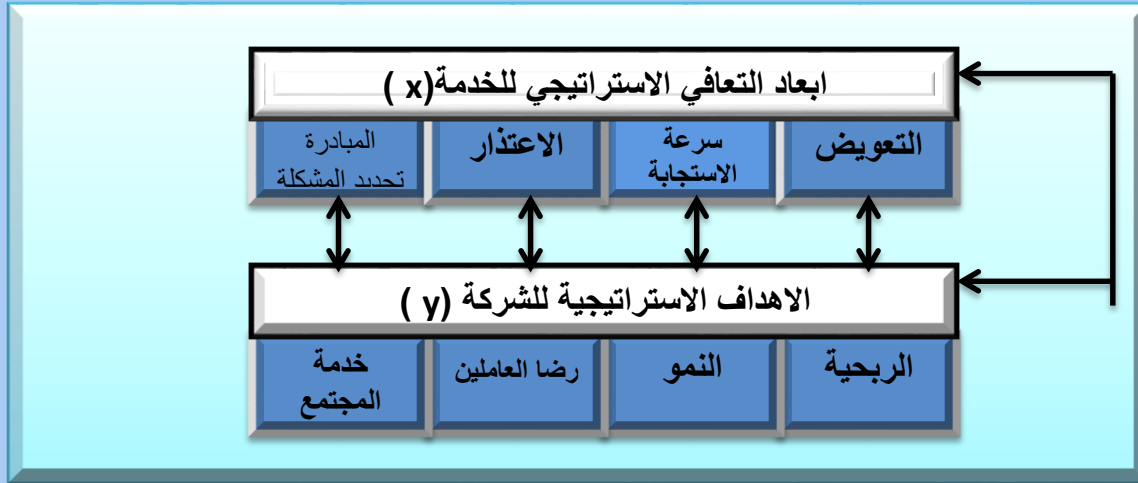 ابعاد التعافي الاستراتيجي للخدمة(x )
التعويض
سرعة
الاستجابة
الاعتذار
المبادرة
تحديد المشكلة
الاهداف الاستراتيجية للشركة (y )
الربحية
النمو
رضا العاملين
خدمة
المجتمع